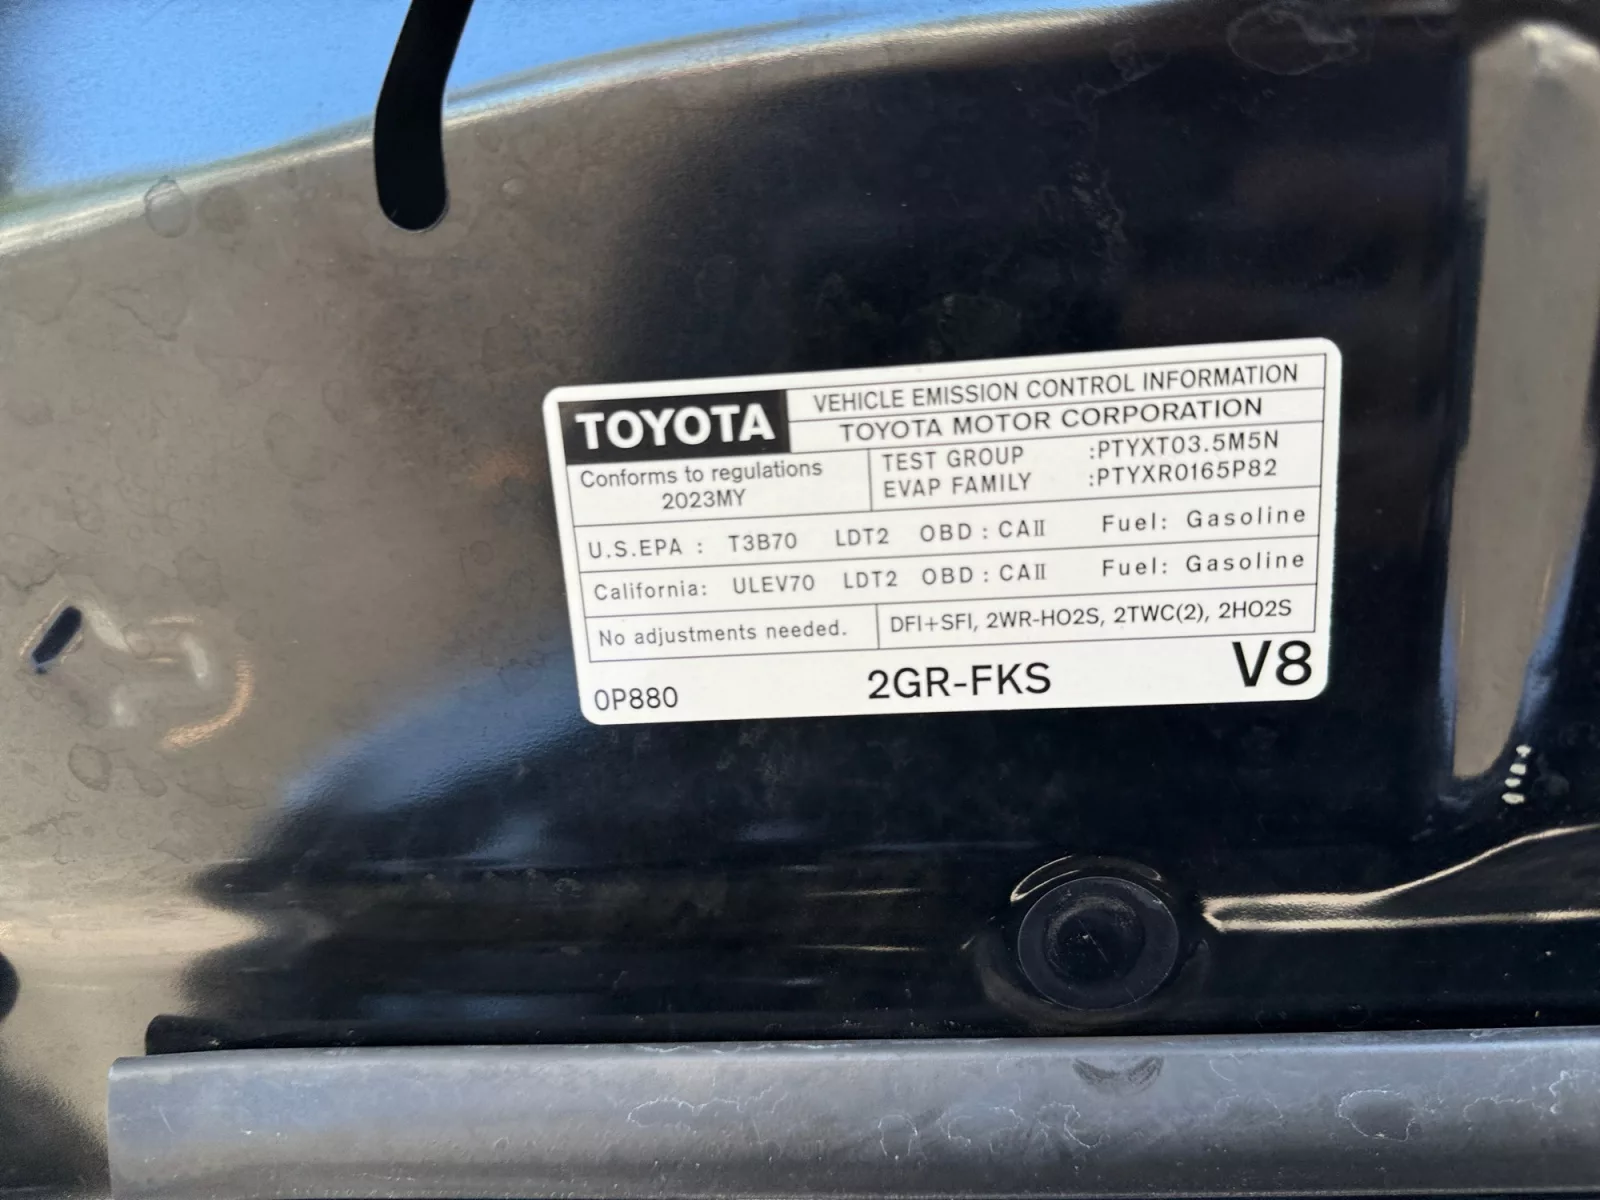 TOYOTA
VEHICLE EMISSION CONTROL INFORMATION
TOYOTA MOTOR CORPORATION
Conforms to regulations
2023MY
TEST GROUP :PTYXT03.5M5N
EVAP FAMILY :PTYXR0165P82
U.S.EPA : T3B70 LDT2 OBD : CAII Fuel: Gasoline
California: ULEV70 LDT2 OBD : CAII Fuel: Gasoline
No adjustments needed.
DFI+SFI, 2WR-HO2S, 2TWC(2), 2HO2S
0P880 2GR-FKS V8